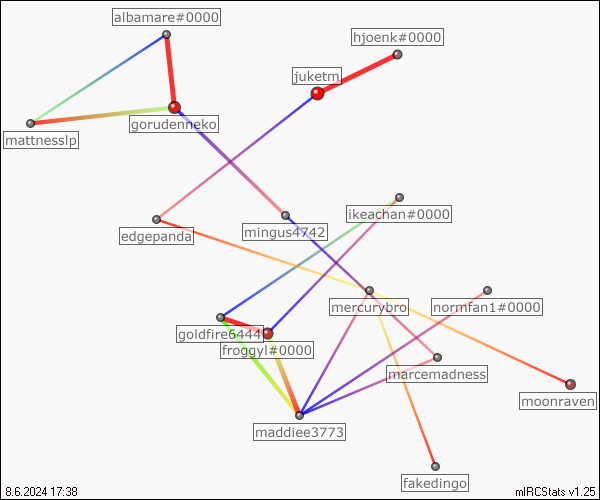 albamare#0000
hjoenk#0000
juketm
gorudenneko
mattnesslp
ikeachan#0000
edgepanda
mingus4742
mercurybro
normfan1#0000
goldfire6444
froggyl#0000
marcemadness
moonraven
maddiee3773
fakedingo
8.6.2024 17:38
mIRCStats v1.25